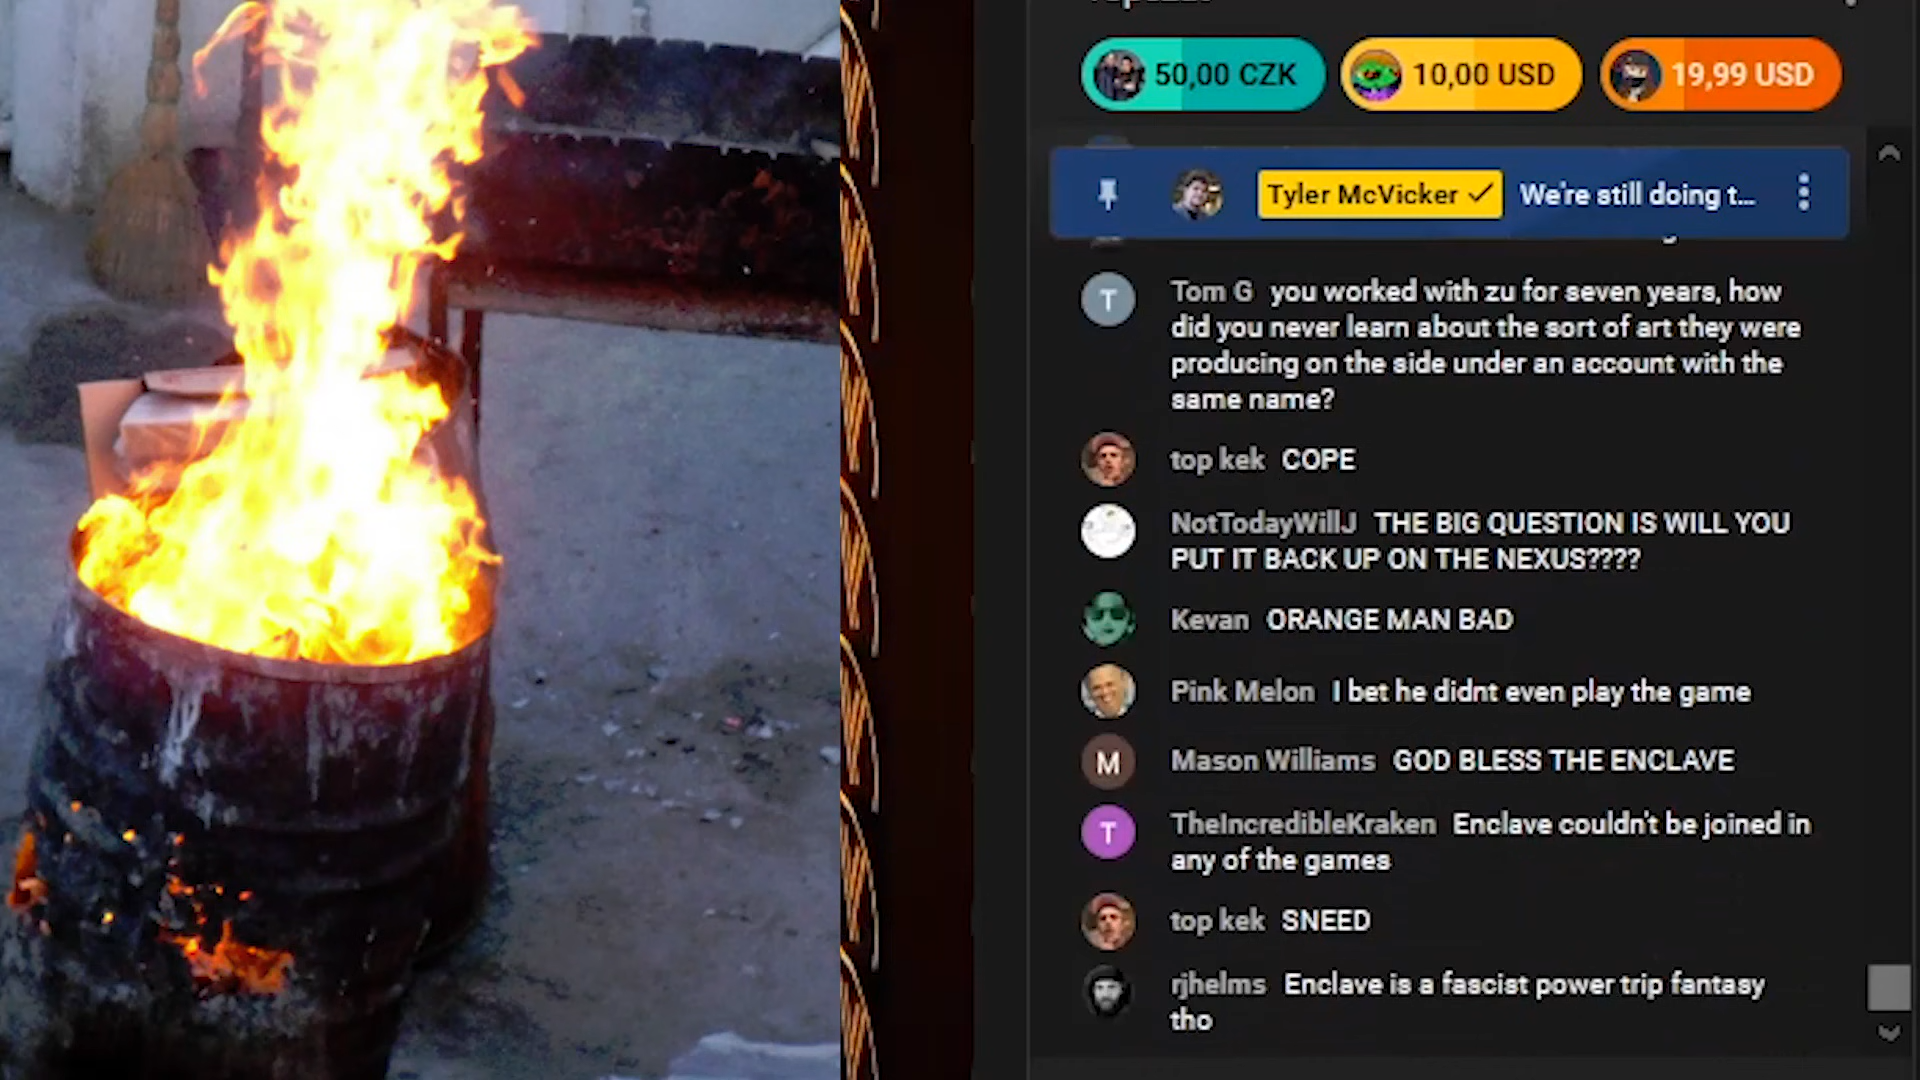 50,00 CZK 10,00 USD 19,99 USD
Tyler McVicker We're still doing t...
Tom G you worked with zu for seven years, how
did you never learn about the sort of art they were
producing on the side under an account with the
same name?
top kek COPE
NotTodayWillJ THE BIG QUESTION IS WILL YOU
PUT IT BACK UP ON THE NEXUS????
Kevan ORANGE MAN BAD
Pink Melon I bet he didnt even play the game
M Mason Williams GOD BLESS THE ENCLAVE
T TheIncredibleKraken Enclave couldn't be joined in
any of the games
top kek SNEED
rjhelms Enclave is a fascist power trip fantasy
tho